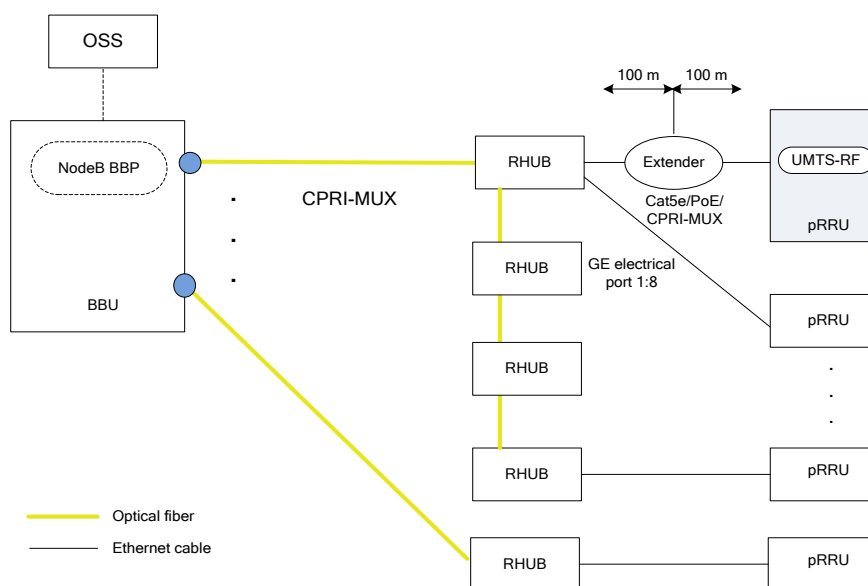 OSS
100 m
100 m
NodeB BBP
RHUB
Extender
UMTS-RF
CPRI-MUX
Cat5e/PoE/
CPRI-MUX
pRRU
RHUB
GE electrical
port 1:8
BBU
pRRU
RHUB
RHUB
pRRU
Optical fiber
Ethernet cable
RHUB
pRRU